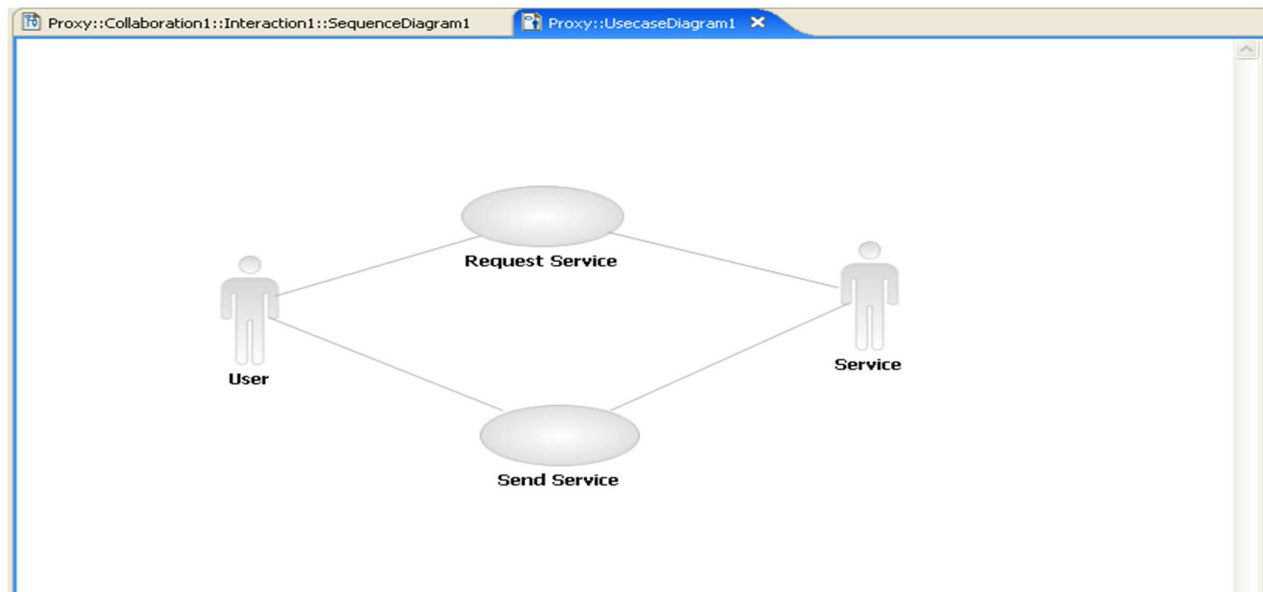 Proxy::Collaboration1::Interaction1::SequenceDiagram1
Proxy::UsecaseDiagram1
Request Service
User
Service
Send Service